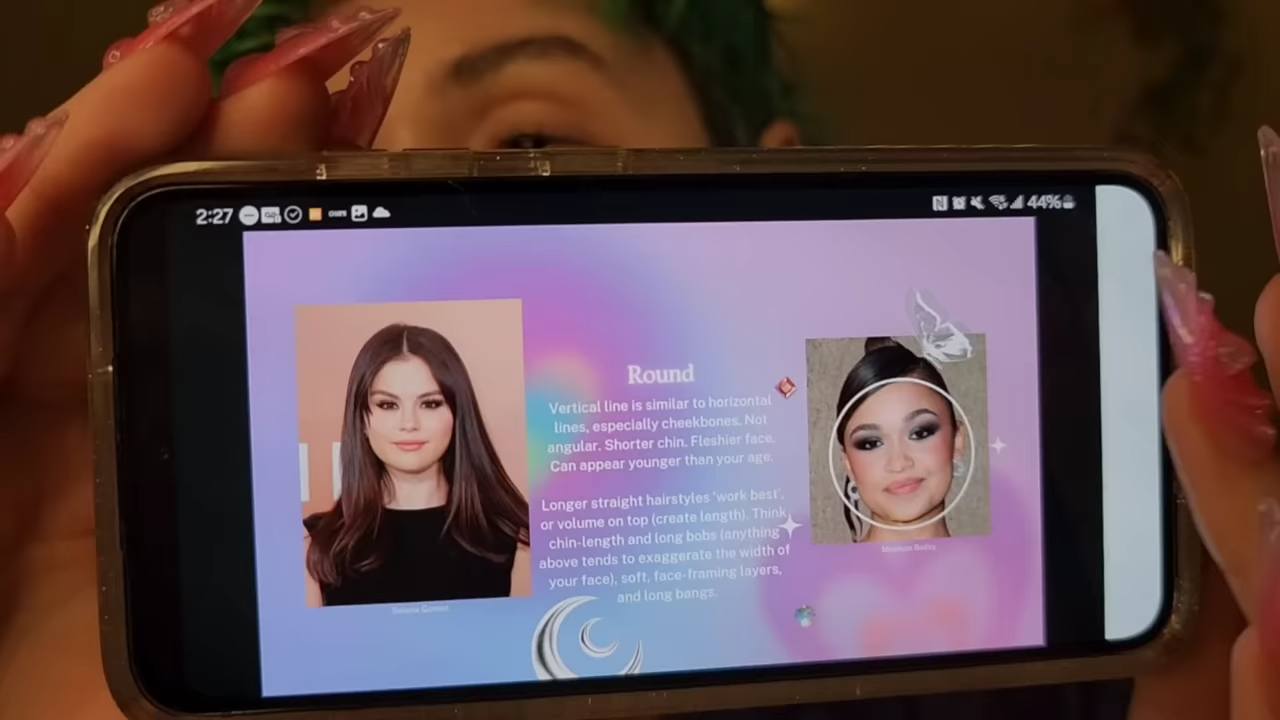 2:27
44%
Round
Vertical line is similar to horizontal
lines, especially cheekbones. Not
angular. Shorter chin. Fleshier face.
Can appear younger than your age.
Longer straight hairstyles 'work best',
or volume on top (create length). Think
chin-length and long bobs (anything
above tends to exaggerate the width of
your face), soft, face-framing layers,
and long bangs.
Selena Gomez